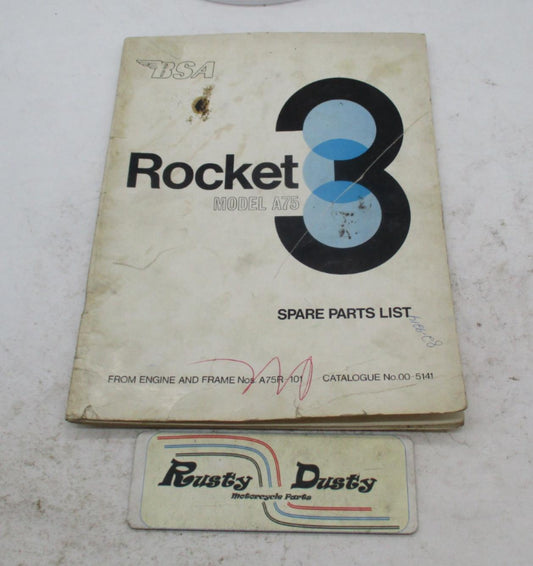 BSA
Rocket 3
MODEL A75
SPARE PARTS LIST
FROM ENGINE AND FRAME Nos. A75R-101 CATALOGUE No.00-5141
Rusty Dusty
Motorcycle Parts